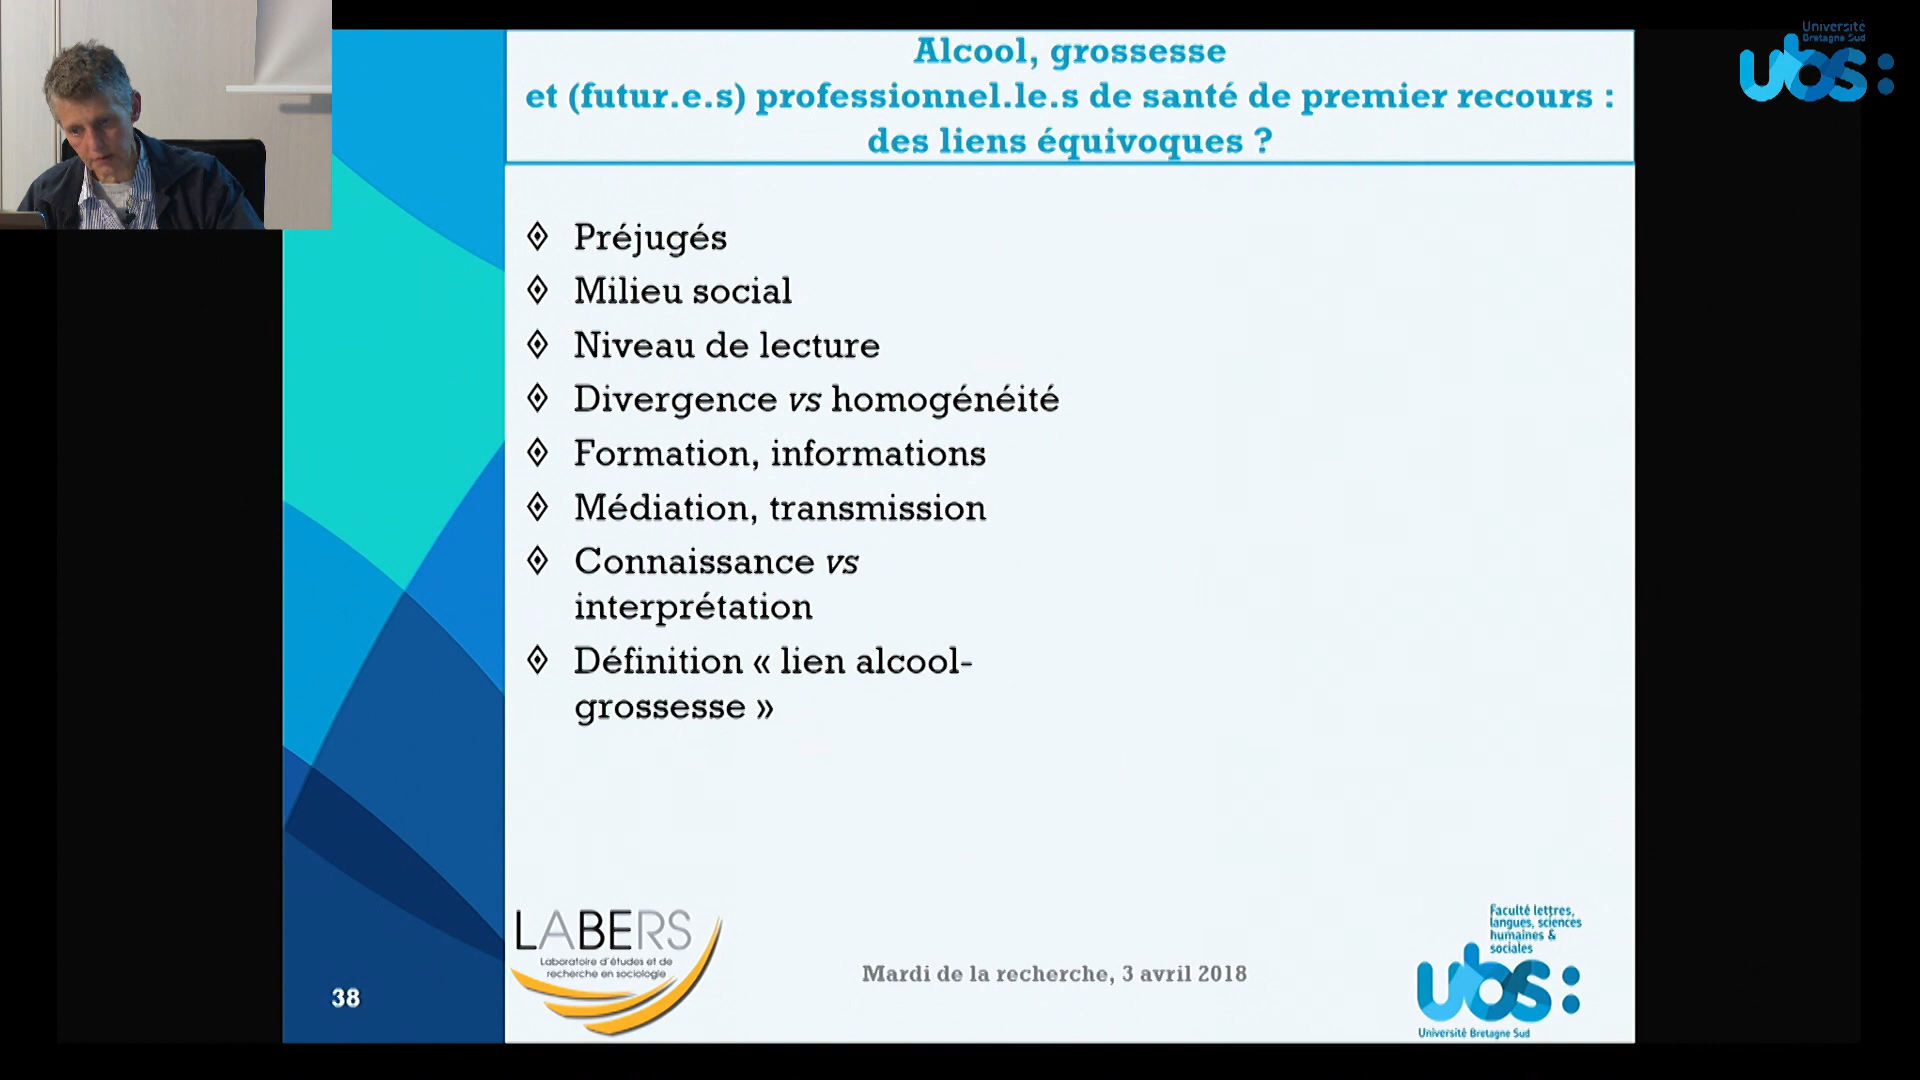 Université
Bretagne Sud
ubs:
Alcool, grossesse
et (futur.e.s) professionnel.le.s de santé de premier recours :
des liens équivoques ?
Préjugés
Milieu social
Niveau de lecture
Divergence vs homogénéité
Formation, informations
Médiation, transmission
Connaissance vs
interprétation
Définition « lien alcool-
grossesse »
LABERS
Laboratoire d'études et de
recherche en sociologie
38
Mardi de la recherche, 3 avril 2018
Faculté lettres,
langues, sciences
humaines &
sociales
ubs:
Université Bretagne Sud